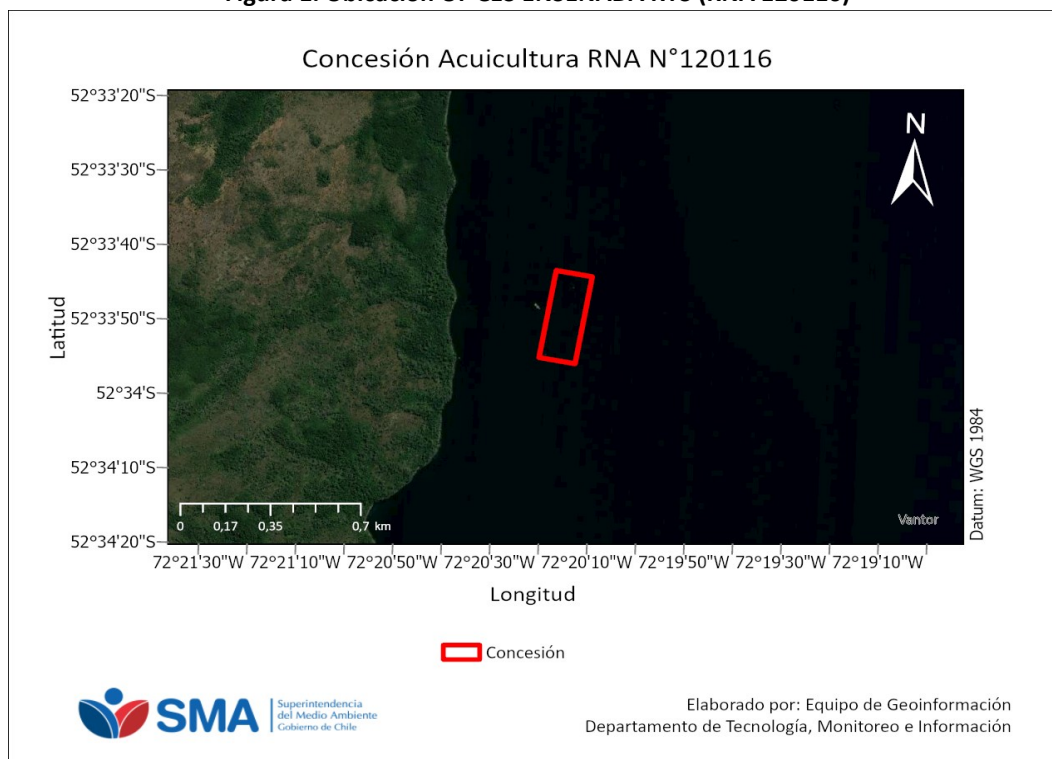 Concesión Acuicultura RNA N°120116
52°33'20"S
52°33'30"S
52°33'40"S
52°33'50"S
52°34'S
52°34'10"S
52°34'20"S
Latitud
N
Datum: WGS 1984
0 0,17 0,35 0,7 km
Vantor
72°21'30"W 72°21'10"W 72°20'50"W 72°20'30"W 72°20'10"W 72°19'50"W 72°19'30"W 72°19'10"W
Longitud
Concesión
SMA
Superintendencia
del Medio Ambiente
Gobierno de Chile
Elaborado por: Equipo de Geoinformación
Departamento de Tecnología, Monitoreo e Información